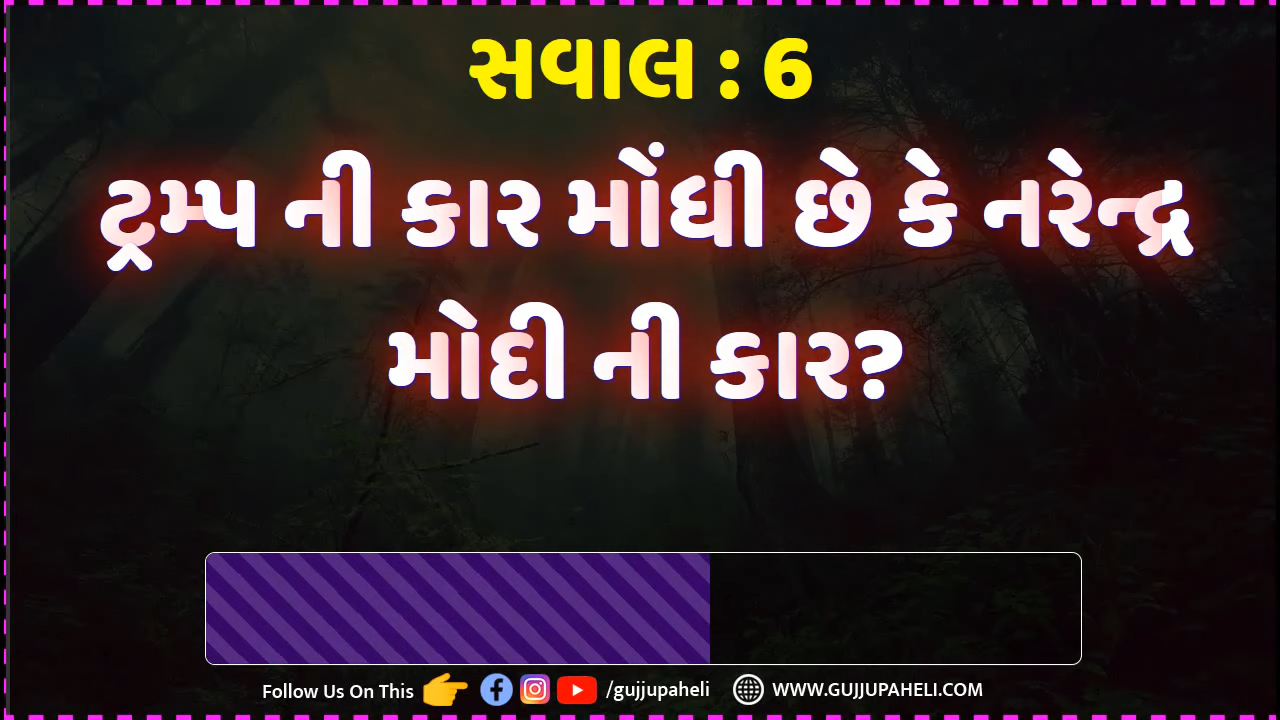 સવાલ : 6
ટ્રમ્પ ની કાર મોંઘી છે કે નરેન્દ્ર
મોદી ની કાર?
Follow Us On This /gujjupaheli WWW.GUJJUPAHELI.COM